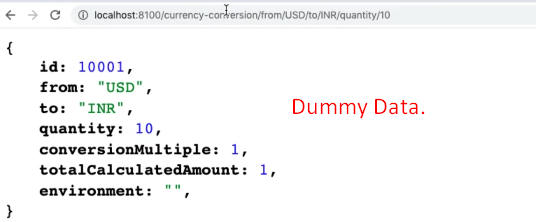 localhost:8100/currency-conversion/from/USD/to/INR/quantity/10
{
id: 10001,
from: "USD",
to: "INR",
quantity: 10,
conversionMultiple: 1,
totalCalculatedAmount: 1,
environment: "",
}
Dummy Data.